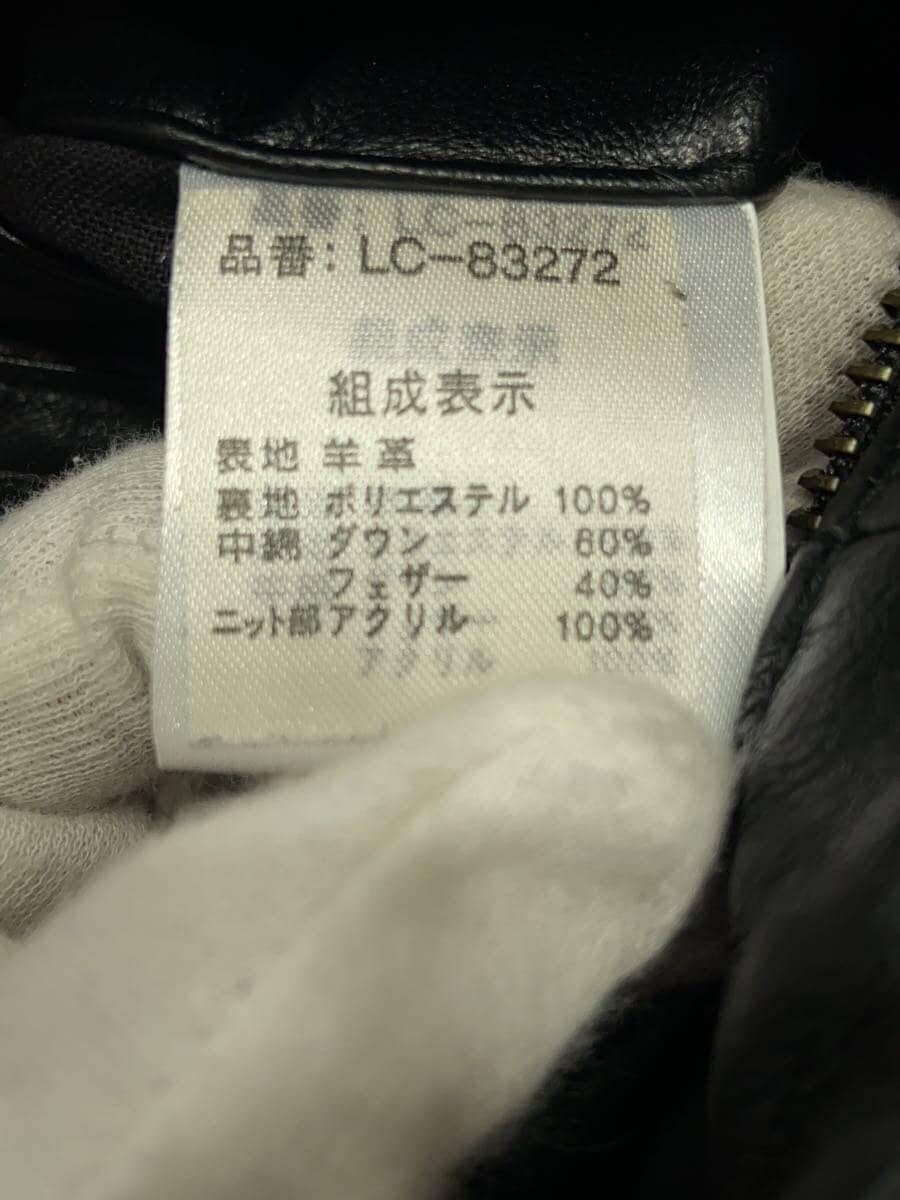 品番: LC-83272
組成表示
表地 羊革
裏地 ポリエステル 100%
中綿 ダウン 60%
フェザー 40%
ニット部 アクリル 100%